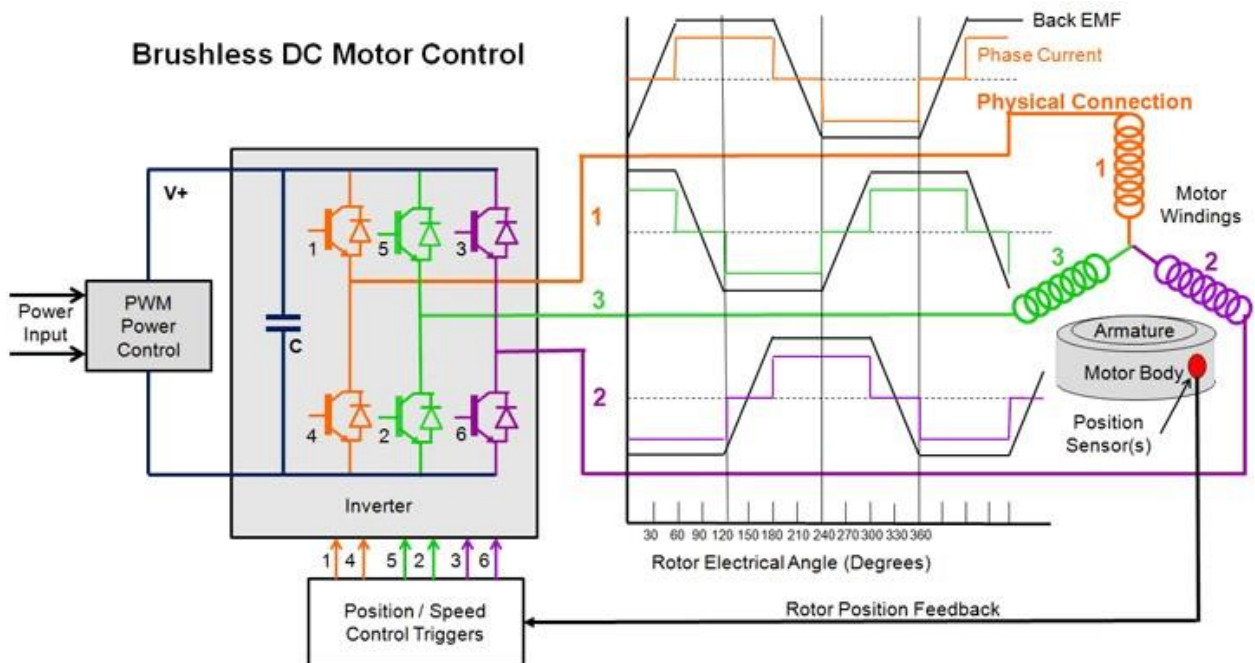 Brushless DC Motor Control
Back EMF
Phase Current
Physical Connection
V+
1
5
3
1
1
Motor
Windings
3
2
Power
Input
PWM
Power
Control
C
3
Armature
Motor Body
4
2
6
2
Position
Sensor(s)
Inverter
30 60 90 120 150 180 210 240 270 300 330 360
Rotor Electrical Angle (Degrees)
1 4 5 2 3 6
Position / Speed
Control Triggers
Rotor Position Feedback